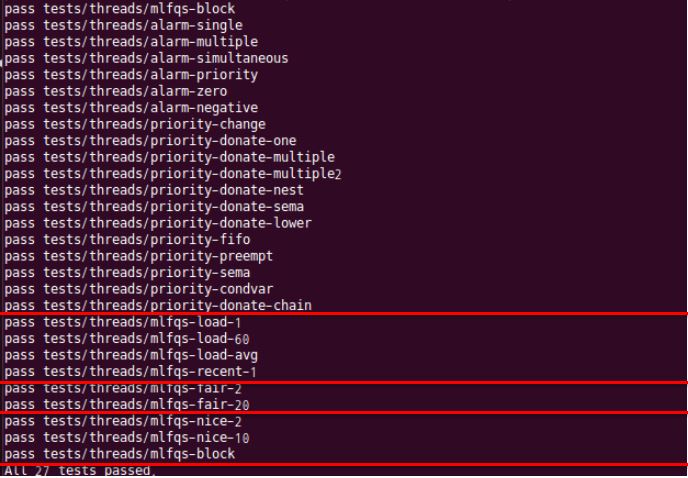 pass tests/threads/mlfqs-block
pass tests/threads/alarm-single
pass tests/threads/alarm-multiple
pass tests/threads/alarm-simultaneous
pass tests/threads/alarm-priority
pass tests/threads/alarm-zero
pass tests/threads/alarm-negative
pass tests/threads/priority-change
pass tests/threads/priority-donate-one
pass tests/threads/priority-donate-multiple
pass tests/threads/priority-donate-multiple2
pass tests/threads/priority-donate-nest
pass tests/threads/priority-donate-sema
pass tests/threads/priority-donate-lower
pass tests/threads/priority-fifo
pass tests/threads/priority-preempt
pass tests/threads/priority-sema
pass tests/threads/priority-condvar
pass tests/threads/priority-donate-chain
pass tests/threads/mlfqs-load-1
pass tests/threads/mlfqs-load-60
pass tests/threads/mlfqs-load-avg
pass tests/threads/mlfqs-recent-1
pass tests/threads/mlfqs-fair-2
pass tests/threads/mlfqs-fair-20
pass tests/threads/mlfqs-nice-2
pass tests/threads/mlfqs-nice-10
pass tests/threads/mlfqs-block
All 27 tests passed.